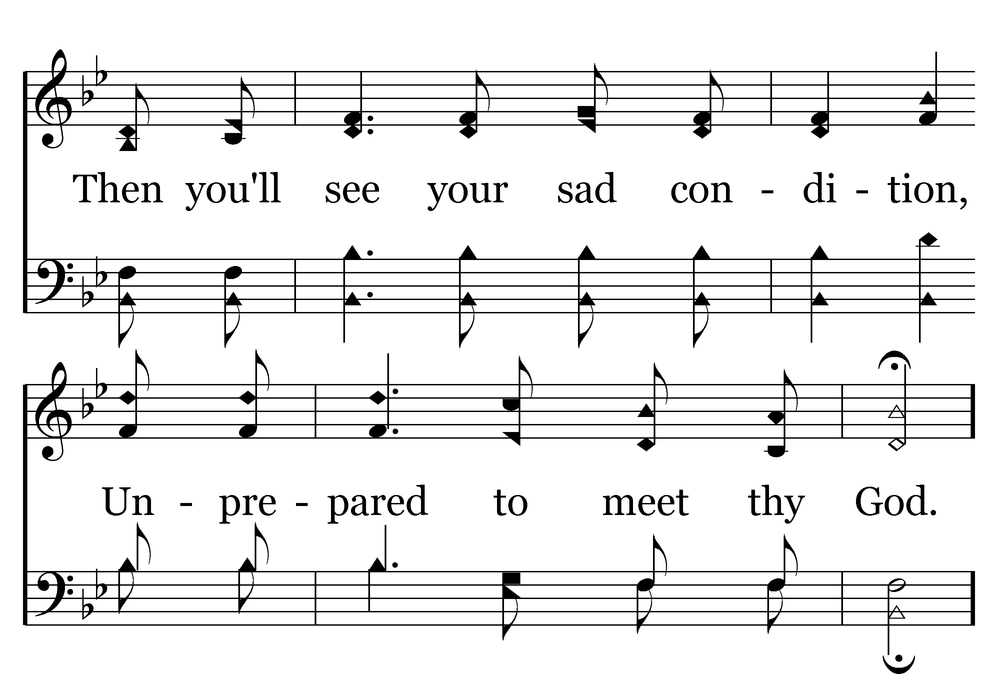 Then you'll see your sad con - di - tion,
Un - pre - pared to meet thy God.